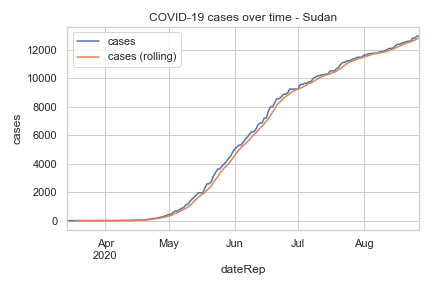 COVID-19 cases over time - Sudan
cases
cases (rolling)
12000
10000
8000
6000
4000
2000
0
cases
Apr
2020
May
Jun
Jul
Aug
dateRep